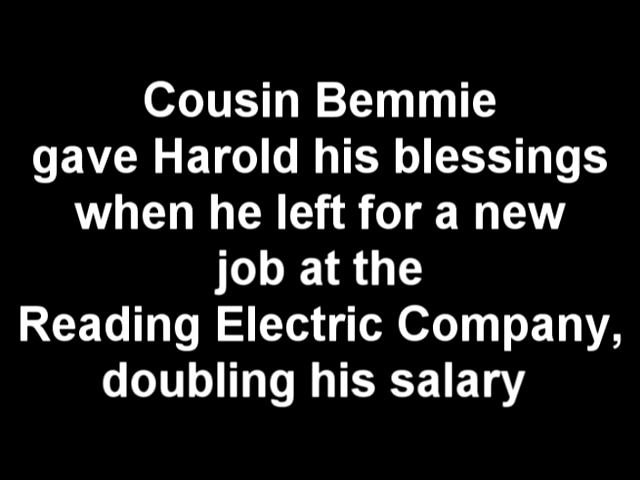 Cousin Bemmie
gave Harold his blessings
when he left for a new
job at the
Reading Electric Company,
doubling his salary